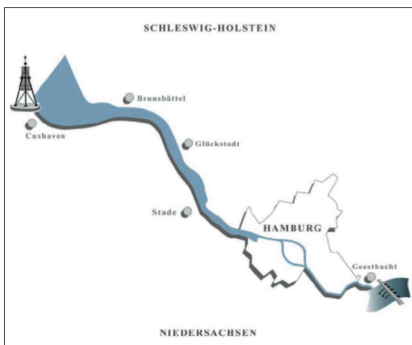 SCHLESWIG-HOLSTEIN
Brunsbüttel
Cuxhaven
Glückstadt
Stade
HAMBURG
Geesthacht
NIEDERSACHSEN